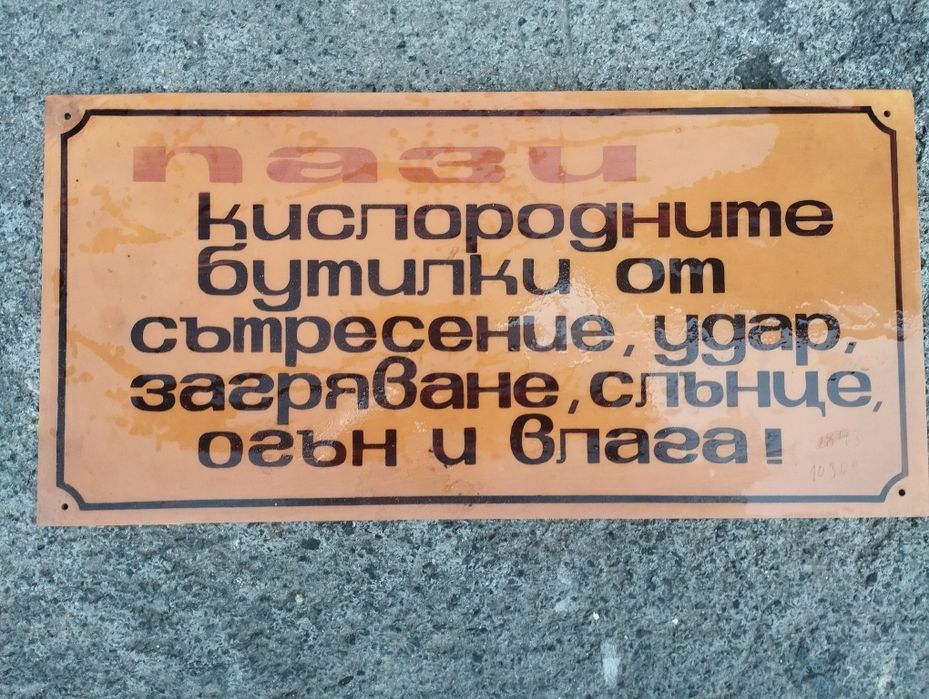 пази
кислородните
бутилки от
сътресение, удар,
загряване, слънце,
огън и влага!